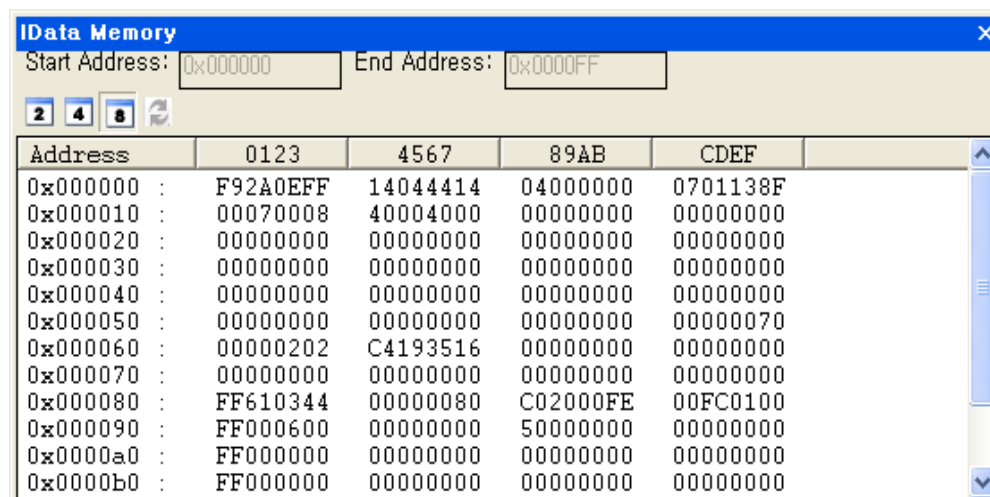 IData Memory
Start Address: 0x000000 End Address: 0x0000FF
2 4 8
Address 0123 4567 89AB CDEF
0x000000 : F92A0EFF 14044414 04000000 0701138F
0x000010 : 00070008 40004000 00000000 00000000
0x000020 : 00000000 00000000 00000000 00000000
0x000030 : 00000000 00000000 00000000 00000000
0x000040 : 00000000 00000000 00000000 00000000
0x000050 : 00000000 00000000 00000000 00000070
0x000060 : 00000202 C4193516 00000000 00000000
0x000070 : 00000000 00000000 00000000 00000000
0x000080 : FF610344 00000080 C02000FE 00FC0100
0x000090 : FF000600 00000000 50000000 00000000
0x0000a0 : FF000000 00000000 00000000 00000000
0x0000b0 : FF000000 00000000 00000000 00000000